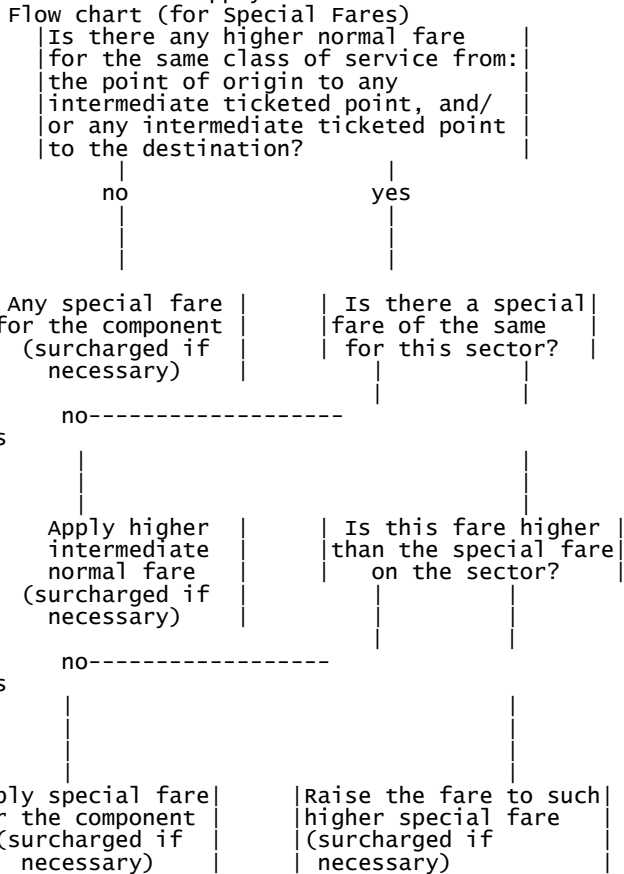 Flow chart (for Special Fares)
|Is there any higher normal fare |
|for the same class of service from:|
|the point of origin to any |
|intermediate ticketed point, and/ |
|or any intermediate ticketed point |
|to the destination? |
| |
no yes
| |
| |
| |
Any special fare | | Is there a special|
for the component | |fare of the same |
(surcharged if | | for this sector? |
necessary) | | |
| |
no-------------------
s
| |
| |
| |
Apply higher | | Is this fare higher |
intermediate | |than the special fare|
normal fare | | on the sector? |
(surcharged if | | |
necessary) | | |
| |
no------------------
s
| |
| |
| |
| |
ply special fare| |Raise the fare to such|
r the component | |higher special fare |
(surcharged if | |(surcharged if |
necessary) | | necessary) |